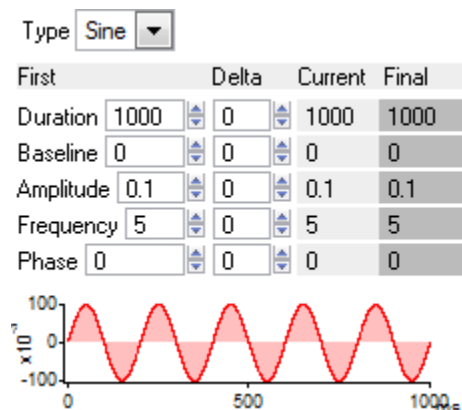 Type Sine
First Delta Current Final
Duration 1000 0 1000 1000
Baseline 0 0 0 0
Amplitude 0.1 0 0.1 0.1
Frequency 5 0 5 5
Phase 0 0 0 0
100
0
-100
x10⁻³
0 500 1000
ms